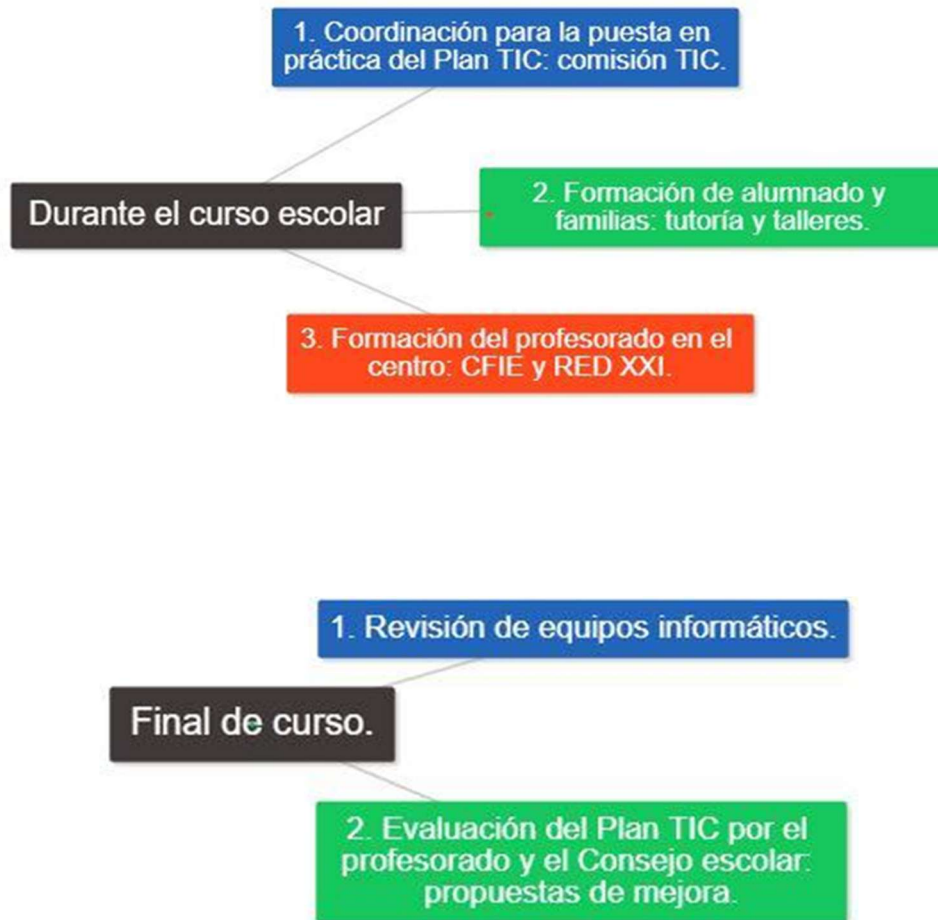 1. Coordinación para la puesta en
práctica del Plan TIC: comisión TIC.
Durante el curso escolar
2. Formación de alumnado y
familias: tutoría y talleres.
3. Formación del profesorado en el
centro: CFIE y RED XXI.
1. Revisión de equipos informáticos.
Final de curso.
2. Evaluación del Plan TIC por el
profesorado y el Consejo escolar:
propuestas de mejora.